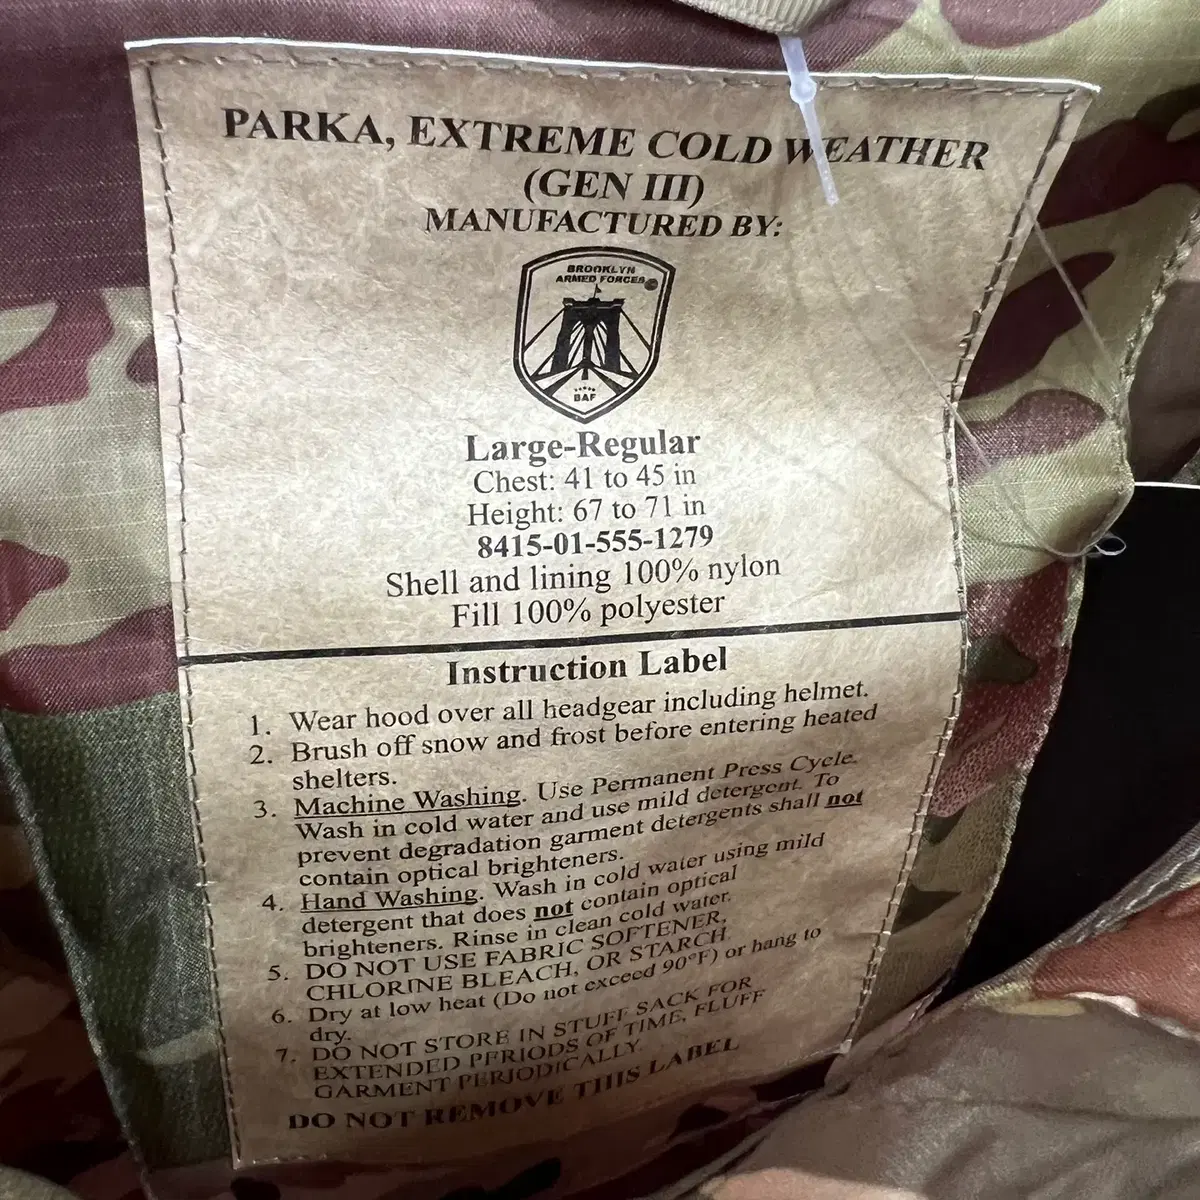 PARKA, EXTREME COLD WEATHER
(GEN III)
MANUFACTURED BY:
BROOKLYN
ARMED FORCES
BAF
Large-Regular
Chest: 41 to 45 in
Height: 67 to 71 in
8415-01-555-1279
Shell and lining 100% nylon
Fill 100% polyester
Instruction Label
1. Wear hood over all headgear including helmet.
2. Brush off snow and frost before entering heated
shelters.
3. Machine Washing. Use Permanent Press Cycle.
Wash in cold water and use mild detergent. To
prevent degradation garment detergents shall not
contain optical brighteners.
4. Hand Washing. Wash in cold water using mild
detergent that does not contain optical
brighteners. Rinse in clean cold water.
5. DO NOT USE FABRIC SOFTENER,
CHLORINE BLEACH, OR STARCH
6. Dry at low heat (Do not exceed 90°F) or hang to
dry.
7. DO NOT STORE IN STUFF SACK FOR
EXTENDED PERIODS OF TIME, FLUFF
GARMENT PERIODICALLY.
DO NOT REMOVE THIS LABEL